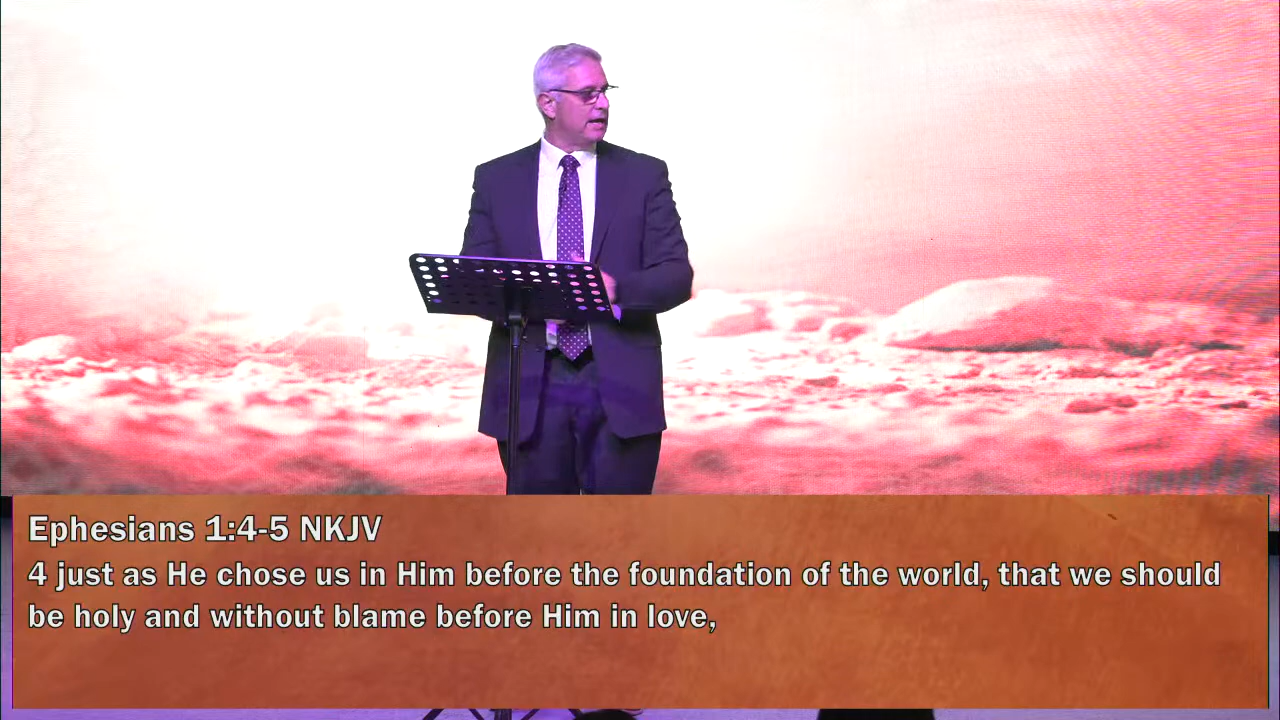 Ephesians 1:4-5 NKJV
4 just as He chose us in Him before the foundation of the world, that we should
be holy and without blame before Him in love,